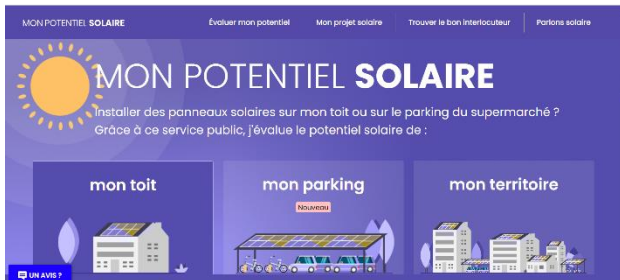 MON POTENTIEL SOLAIRE
Évaluer mon potentiel
Mon projet solaire
Trouver le bon interlocuteur
Parlons solaire
MON POTENTIEL SOLAIRE
Installer des panneaux solaires sur mon toit ou sur le parking du supermarché ?
Grâce à ce service public, j'évalue le potentiel solaire de :
mon toit
mon parking
Nouveau
mon territoire
UN AVIS ?